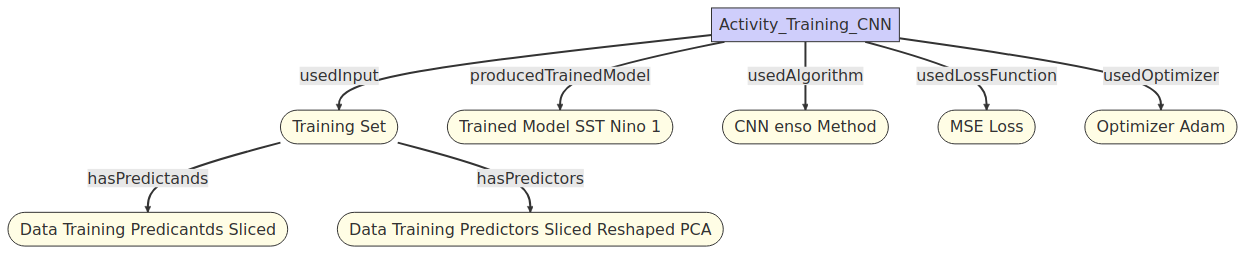 Activity_Training_CNN
usedInput
producedTrainedModel
usedAlgorithm
usedLossFunction
usedOptimizer
Training Set
Trained Model SST Nino 1
CNN enso Method
MSE Loss
Optimizer Adam
hasPredictands
hasPredictors
Data Training Predicantds Sliced
Data Training Predictors Sliced Reshaped PCA